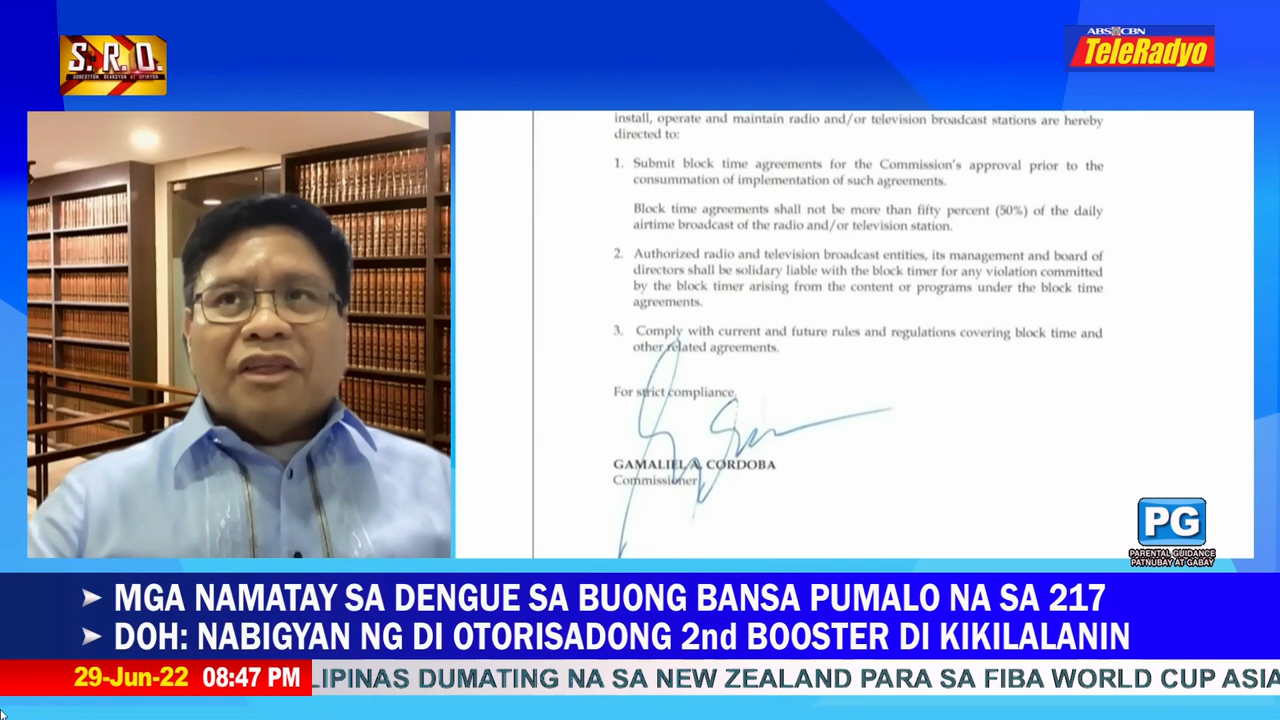 S.R.O.
SUHESTYON, REAKSYON AT OPINYON
ABS-CBN
TeleRadyo
install, operate and maintain radio and/or television broadcast stations are hereby
directed to:
1. Submit block time agreements for the Commission's approval prior to the
consummation of implementation of such agreements.
Block time agreements shall not be more than fifty percent (50%) of the daily
airtime broadcast of the radio and/or television station.
2. Authorized radio and television broadcast entities, its management and board of
directors shall be solidary liable with the block timer for any violation committed
by the block timer arising from the content or programs under the block time
agreements.
3. Comply with current and future rules and regulations covering block time and
other related agreements.
For strict compliance.
GAMALIEL A. CORDOBA
Commissioner
PG
PARENTAL GUIDANCE
PATNUBAY AT GABAY
MGA NAMATAY SA DENGUE SA BUONG BANSA PUMALO NA SA 217
DOH: NABIGYAN NG DI OTORISADONG 2nd BOOSTER DI KIKILALANIN
29-Jun-22 08:47 PM LIPINAS DUMATING NA SA NEW ZEALAND PARA SA FIBA WORLD CUP ASIA